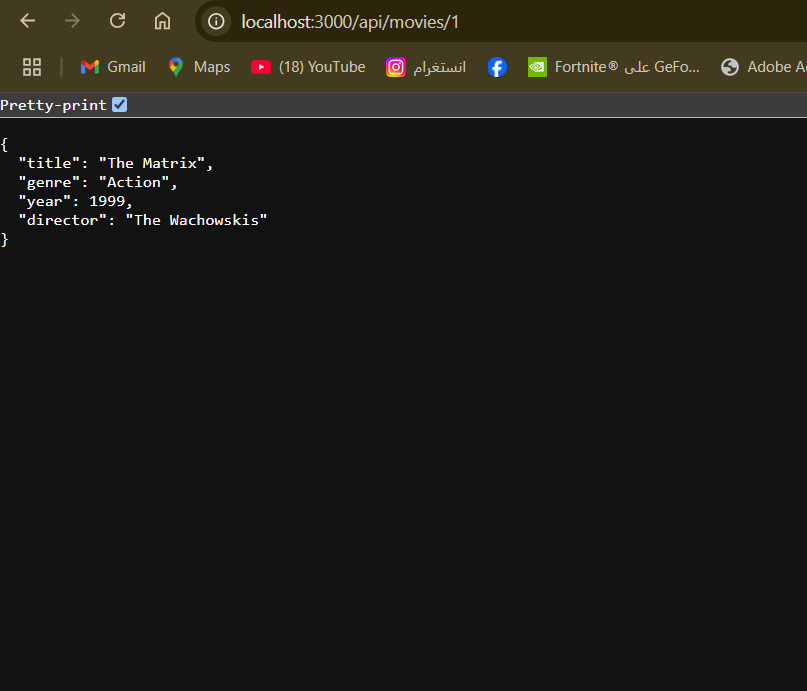 localhost:3000/api/movies/1
Gmail Maps (18) YouTube انستغرام Fortnite® على GeFo... Adobe A
Pretty-print
{
  "title": "The Matrix",
  "genre": "Action",
  "year": 1999,
  "director": "The Wachowskis"
}